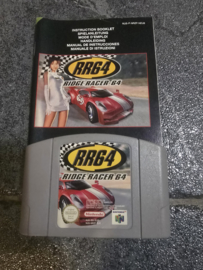 INSTRUCTION BOOKLET
SPIELANLEITUNG
MODE D'EMPLOI
HANDLEIDING
MANUAL DE INSTRUCCIONES
MANUALE DI ISTRUZIONI
RR64
RIDGE RACER 64
RR64
RIDGE RACER 64
Nintendo